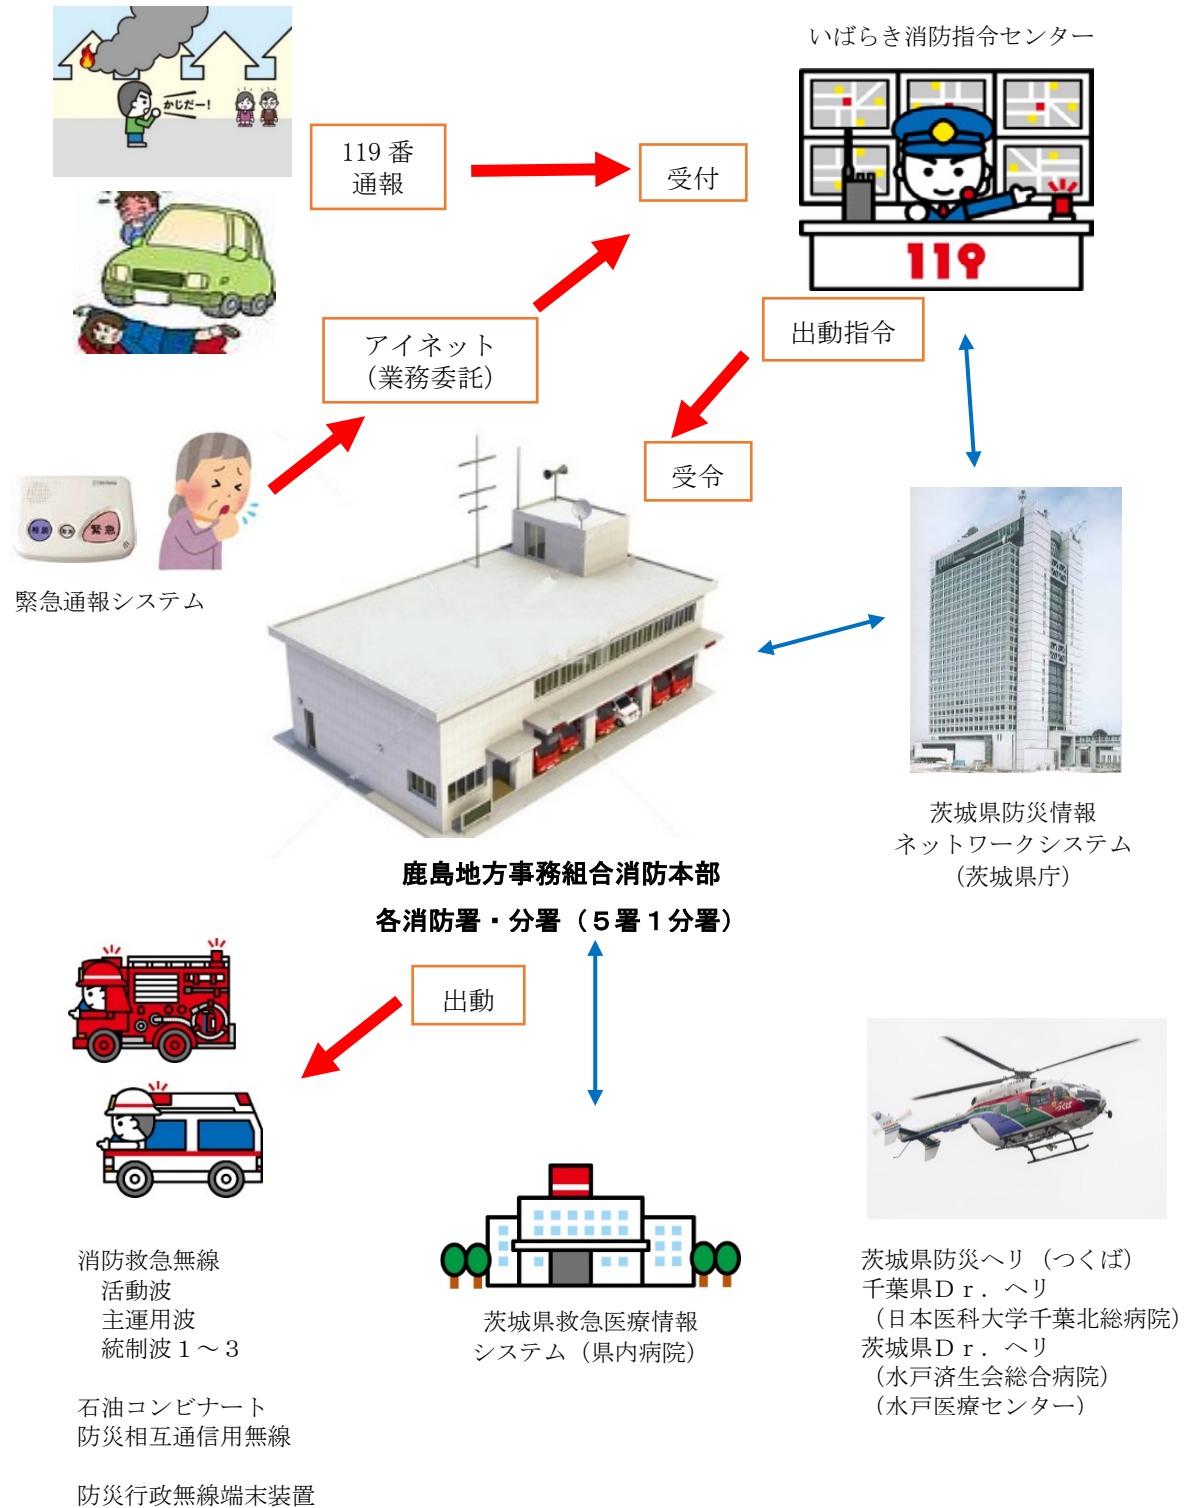 いばらき消防指令センター
かじだー!
119 番
通報
受付
119
出動指令
アイネット
（業務委託）
受令
緊急
緊急通報システム
茨城県防災情報
ネットワークシステム
（茨城県庁）
鹿島地方事務組合消防本部
各消防署・分署（５署１分署）
出動
つくば
消防救急無線
活動波
主運用波
統制波１～３
石油コンビナート
防災相互通信用無線
防災行政無線端末装置
茨城県救急医療情報
システム（県内病院）
茨城県防災ヘリ（つくば）
千葉県Ｄｒ．ヘリ
（日本医科大学千葉北総病院）
茨城県Ｄｒ．ヘリ
（水戸済生会総合病院）
（水戸医療センター）